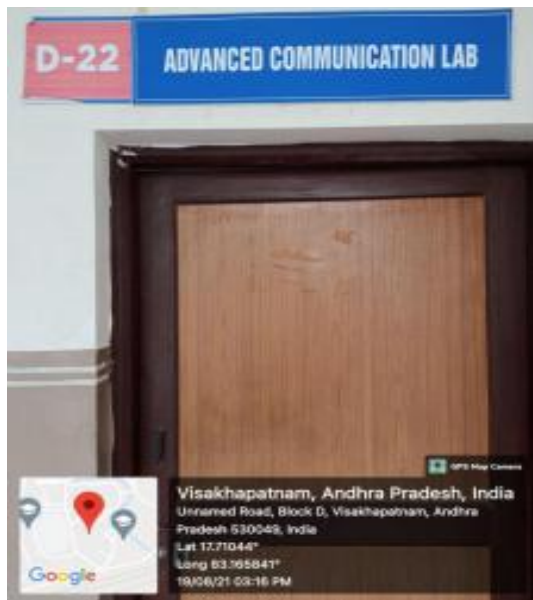 D-22
ADVANCED COMMUNICATION LAB
GPS Map Camera
Visakhapatnam, Andhra Pradesh, India
Unnamed Road, Block D, Visakhapatnam, Andhra
Pradesh 530049, India
Lat 17.71044°
Long 83.165841°
19/08/21 03:16 PM
Google